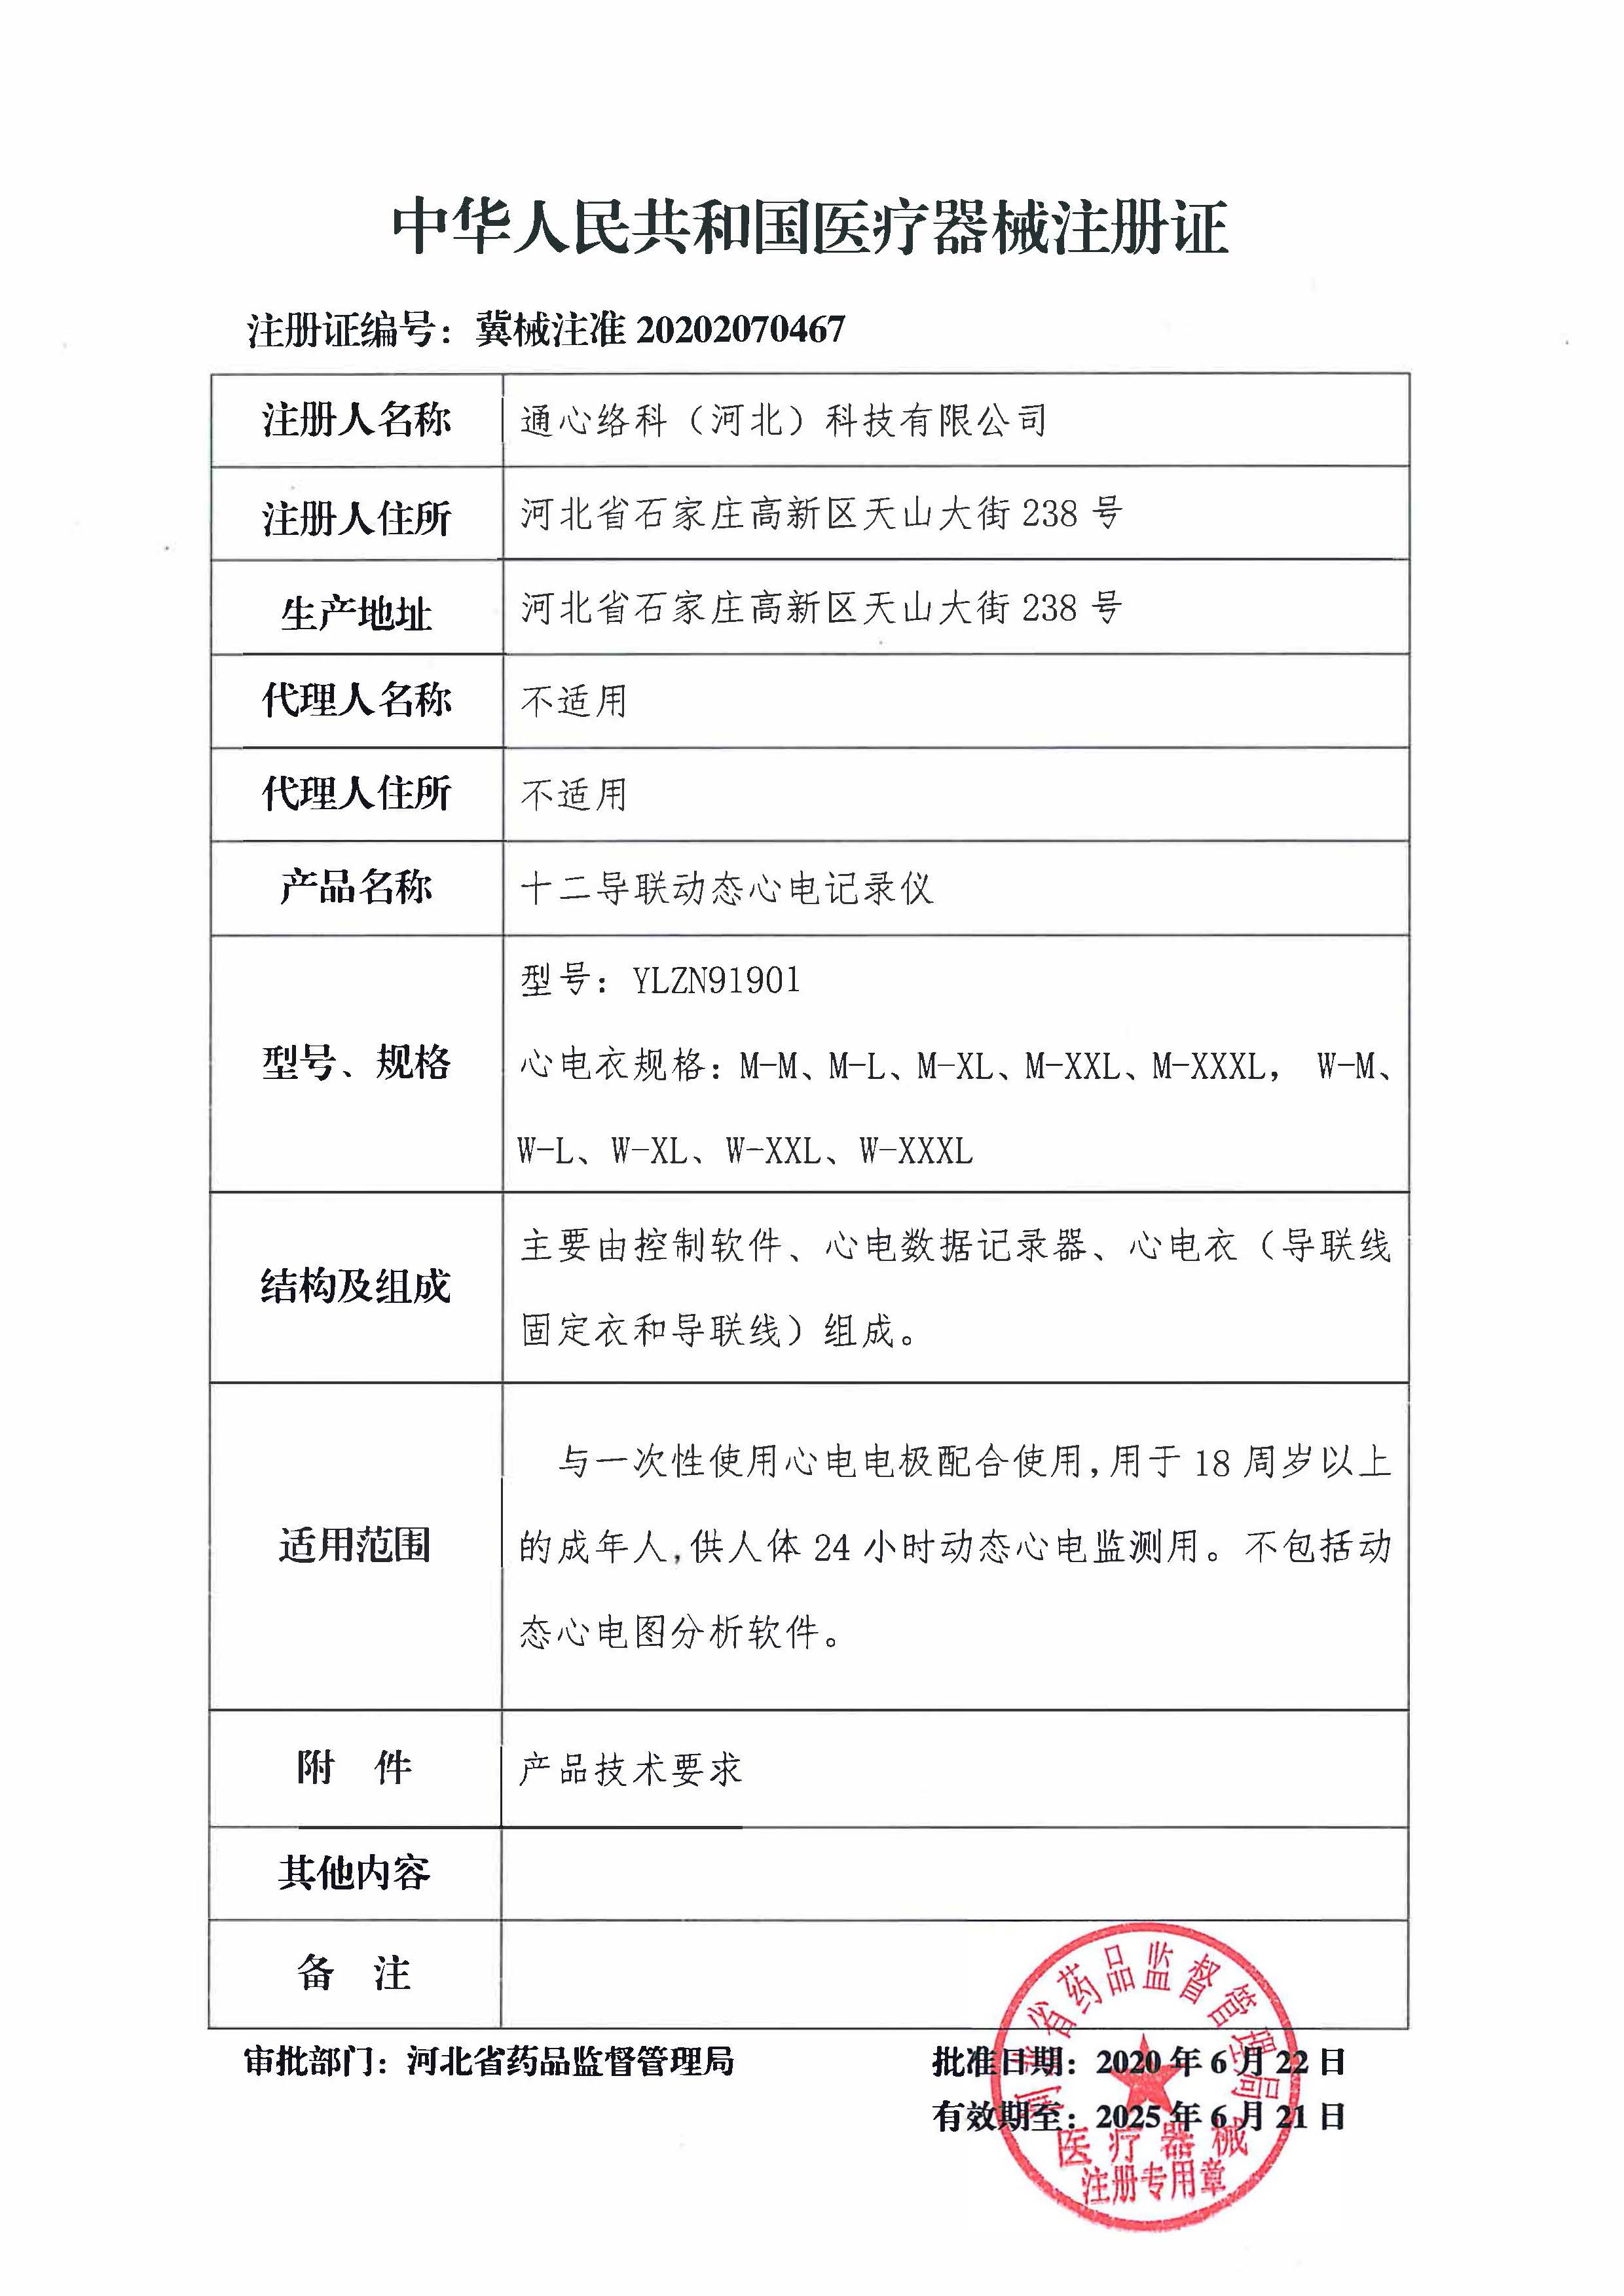 中华人民共和国医疗器械注册证
注册证编号：冀械注准 20202070467
注册人名称 通心络科（河北）科技有限公司
注册人住所 河北省石家庄高新区天山大街 238 号
生产地址 河北省石家庄高新区天山大街 238 号
代理人名称 不适用
代理人住所 不适用
产品名称 十二导联动态心电记录仪
型号、规格
型号：YLZN91901
心电衣规格：M-M、M-L、M-XL、M-XXL、M-XXXL， W-M、
W-L、W-XL、W-XXL、W-XXXL
结构及组成
主要由控制软件、心电数据记录器、心电衣（导联线
固定衣和导联线）组成。
适用范围
与一次性使用心电电极配合使用，用于 18 周岁以上
的成年人，供人体 24 小时动态心电监测用。不包括动
态心电图分析软件。
附 件 产品技术要求
其他内容
备 注
审批部门：河北省药品监督管理局
批准日期：2020 年 6 月 22 日
有效期至：2025 年 6 月 21 日
河北省药品监督管理局
医疗器械
注册专用章